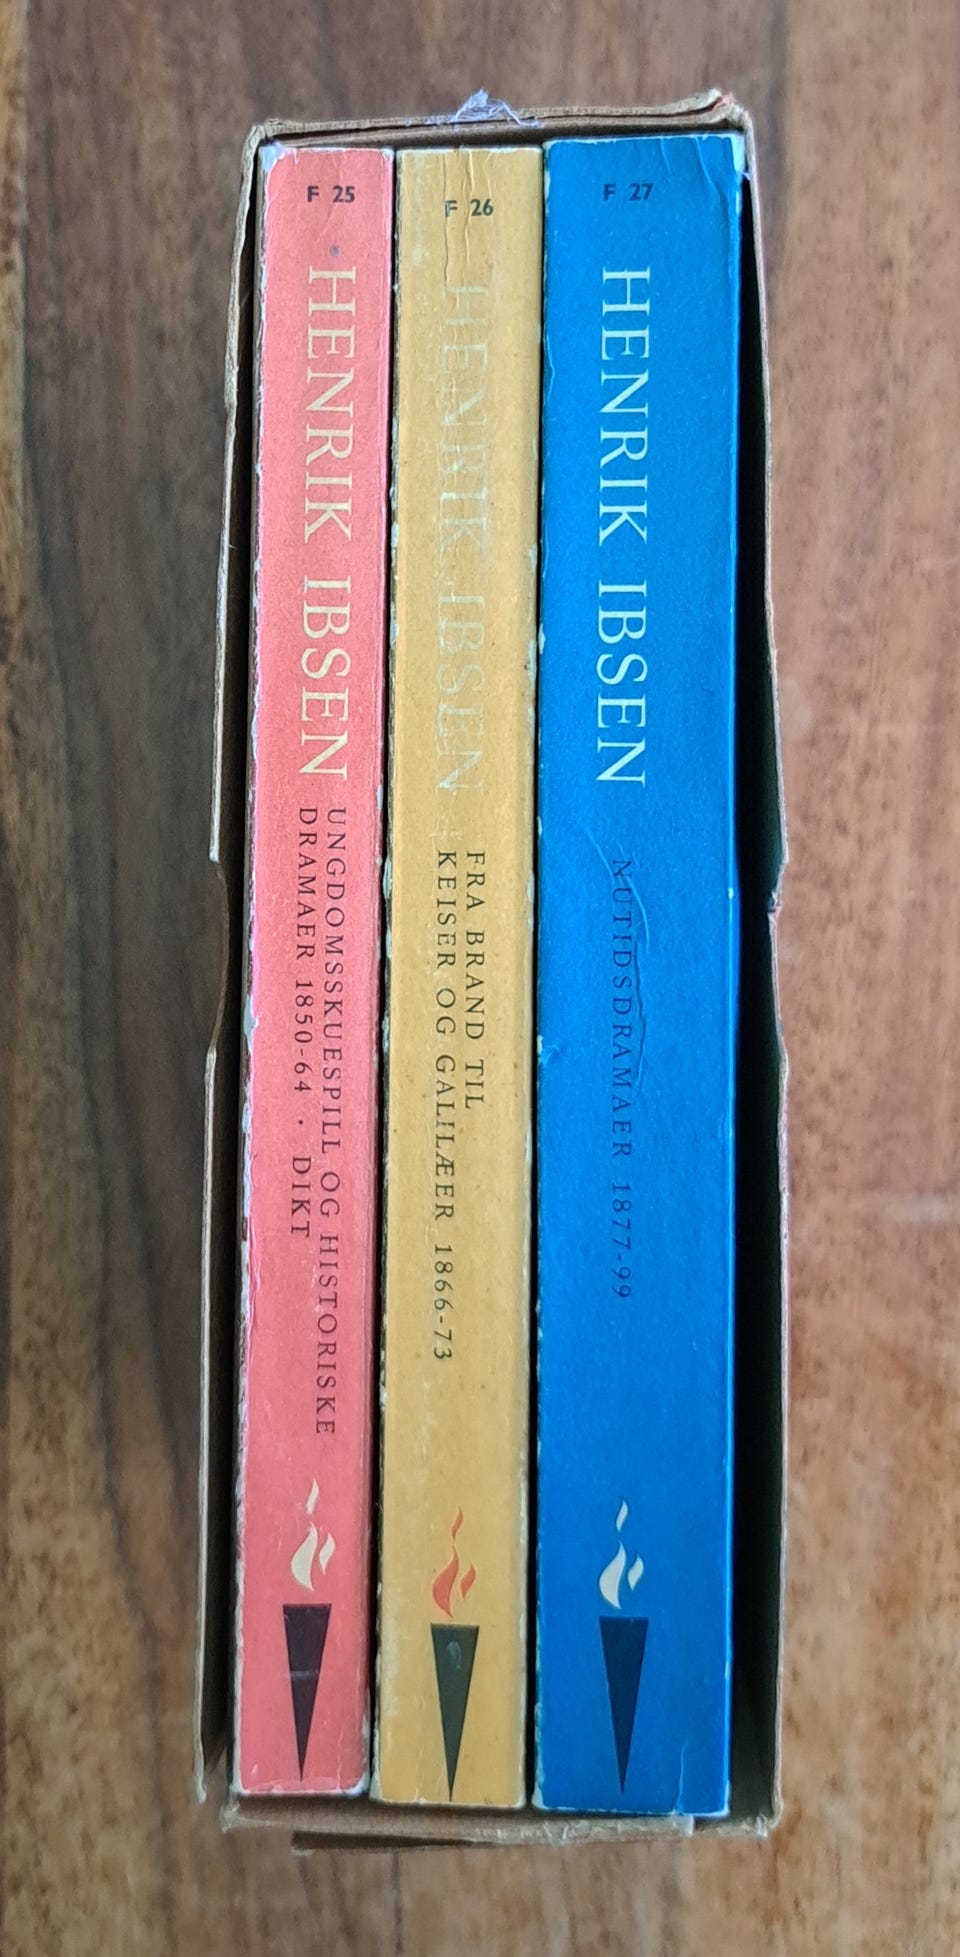 F 25
HENRIK IBSEN
UNGDOMSSKUESPILL OG HISTORISKE
DRAMAER 1850-64 · DIKT
F 26
HENRIK IBSEN
FRA BRAND TIL
KEISER OG GALILÆER 1866-73
F 27
HENRIK IBSEN
NUTIDSDRAMAER 1877-99